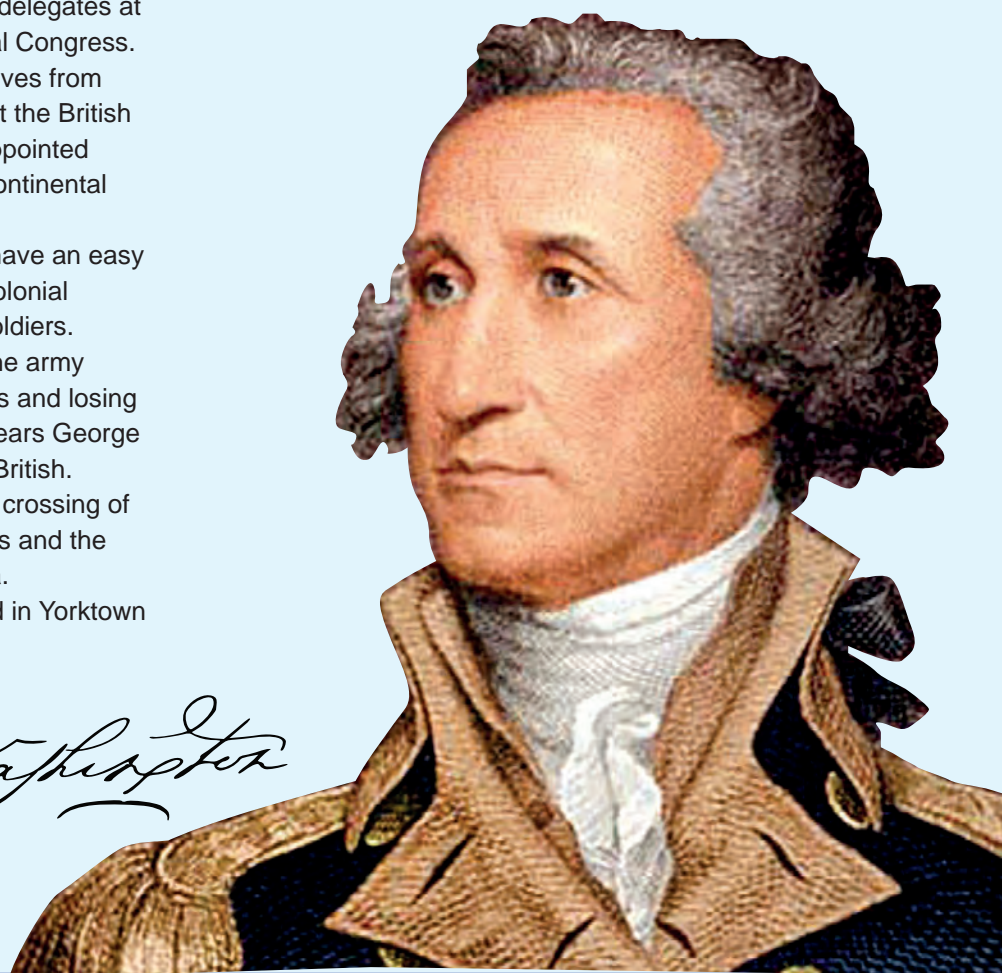 delegates at
al Congress.
ves from
t the British
pointed
ontinental
have an easy
olonial
oldiers.
he army
s and losing
ears George
British.
crossing of
s and the
.
d in Yorktown
ashington